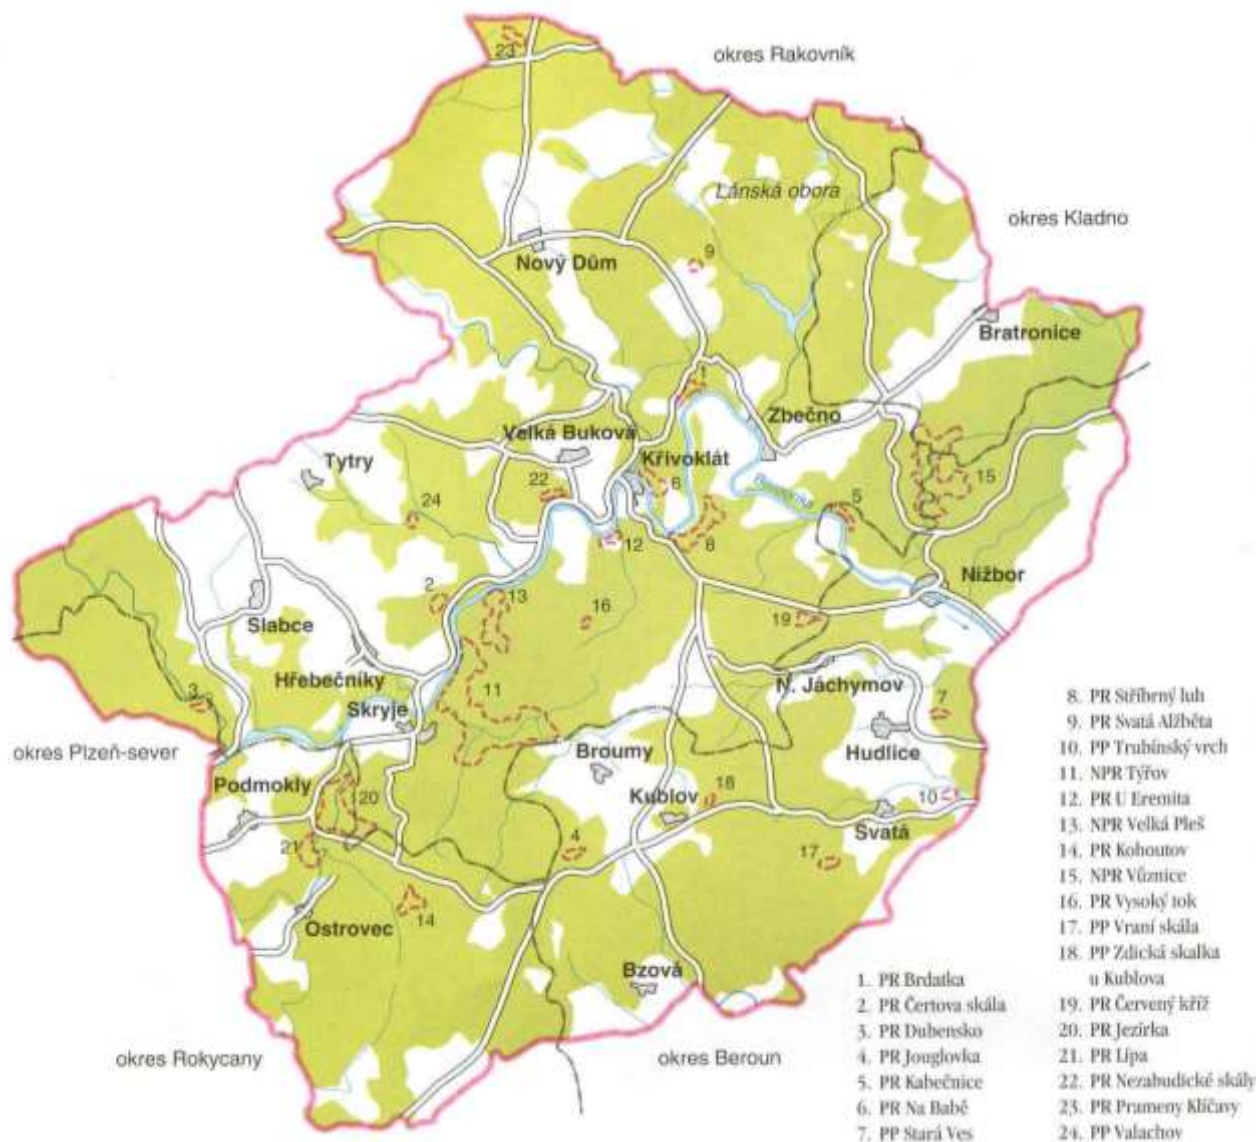 23
okres Rakovník
Lánská obora
okres Kladno
9
Nový Dům
Bratronice
1
Zbečno
Velká Buková
Křivoklát
Tytry
22
6
15
24
Berounka
5
12
8
Nižbor
2
13
16
19
Slabce
Hřebečníky
N. Jáchymov
3
11
7
Skryje
okres Plzeň-sever
Broumy
Hudlice
Podmokly
20
18
Kublov
10
Svatá
21
4
17
14
Ostrovec
Bzová
okres Rokycany
okres Beroun
1. PR Brdatka
2. PR Čertova skála
3. PR Dubensko
4. PR Jouglovka
5. PR Kabečnice
6. PR Na Babě
7. PP Stará Ves
8. PR Stříbrný luh
9. PR Svatá Alžběta
10. PP Trubínský vrch
11. NPR Týřov
12. PR U Eremita
13. NPR Velká Pleš
14. PR Kohoutov
15. NPR Vůznice
16. PR Vysoký tok
17. PP Vraní skála
18. PP Zdická skalka
u Kublova
19. PR Červený kříž
20. PR Jezírka
21. PR Lípa
22. PR Nezabudické skály
23. PR Prameny Klíčavy
24. PP Valachov